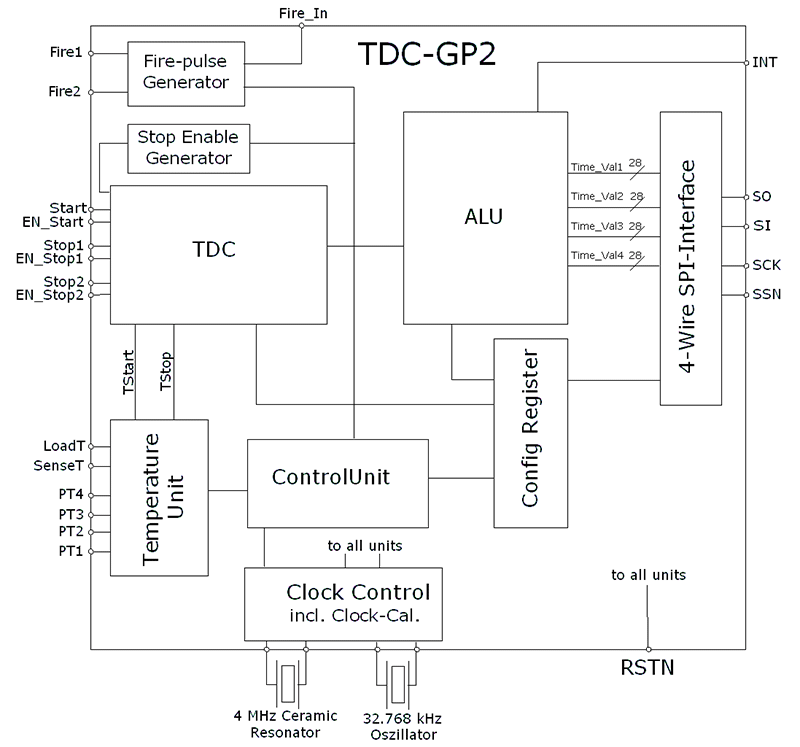 Fire_In
TDC-GP2
Fire1
Fire2
Fire-pulse
Generator
INT
Stop Enable
Generator
Start
EN_Start
Stop1
EN_Stop1
Stop2
EN_Stop2
TDC
ALU
Time_Val1 28
Time_Val2 28
Time_Val3 28
Time_Val4 28
4-Wire SPI-Interface
SO
SI
SCK
SSN
TStart
TStop
Config Register
LoadT
SenseT
PT4
PT3
PT2
PT1
Temperature
Unit
ControlUnit
to all units
Clock Control
incl. Clock-Cal.
to all units
RSTN
4 MHz Ceramic
Resonator
32.768 kHz
Oszillator